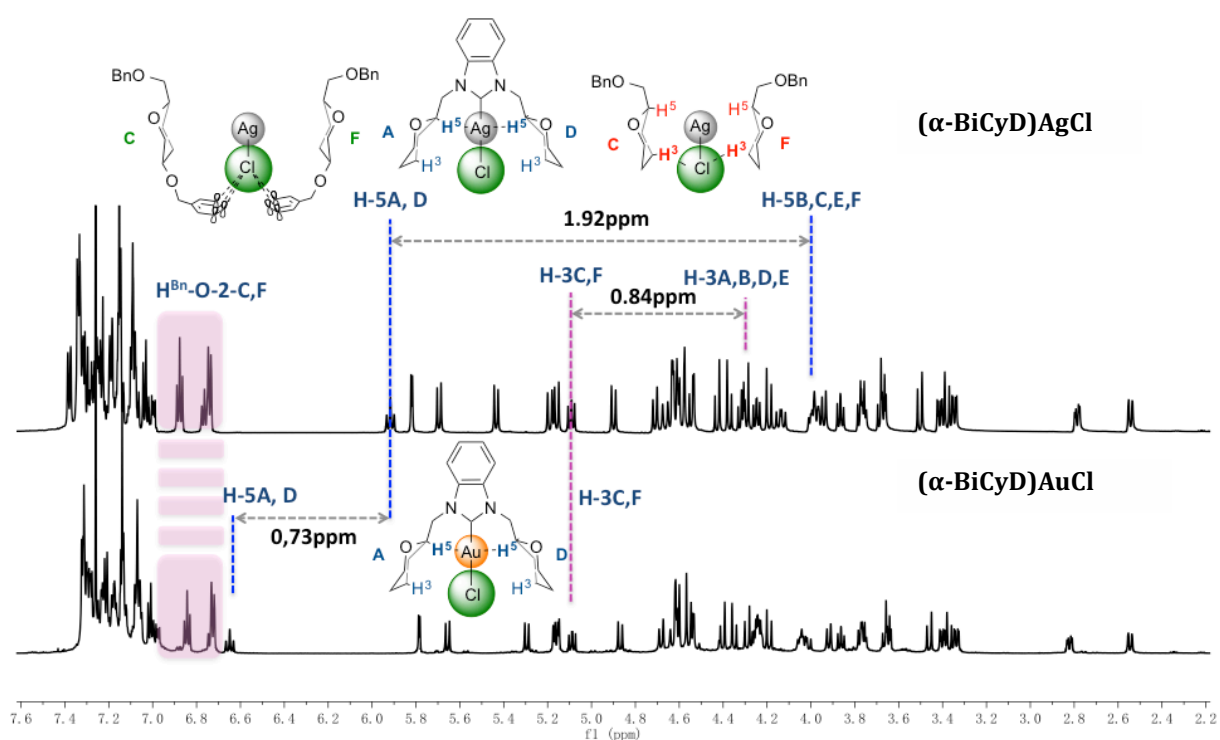 BnO
OBn
O
O
C
Ag
F
Cl
O
O
N
N
A
O
H⁵
Ag
H⁵
O
D
H³
Cl
H³
BnO
OBn
H⁵
H⁵
O
Ag
O
C
H³
Cl
H³
F
(α-BiCyD)AgCl
H-5A, D
1.92ppm
H-5B,C,E,F
Hᴮⁿ-O-2-C,F
H-3C,F
H-3A,B,D,E
0.84ppm
(α-BiCyD)AuCl
H-5A, D
0,73ppm
N
N
H-3C,F
A
O
H⁵
Au
H⁵
O
D
H³
Cl
H³
7.6 7.4 7.2 7.0 6.8 6.6 6.4 6.2 6.0 5.8 5.6 5.4 5.2 5.0 4.8 4.6 4.4 4.2 4.0 3.8 3.6 3.4 3.2 3.0 2.8 2.6 2.4 2.2
f1 (ppm)